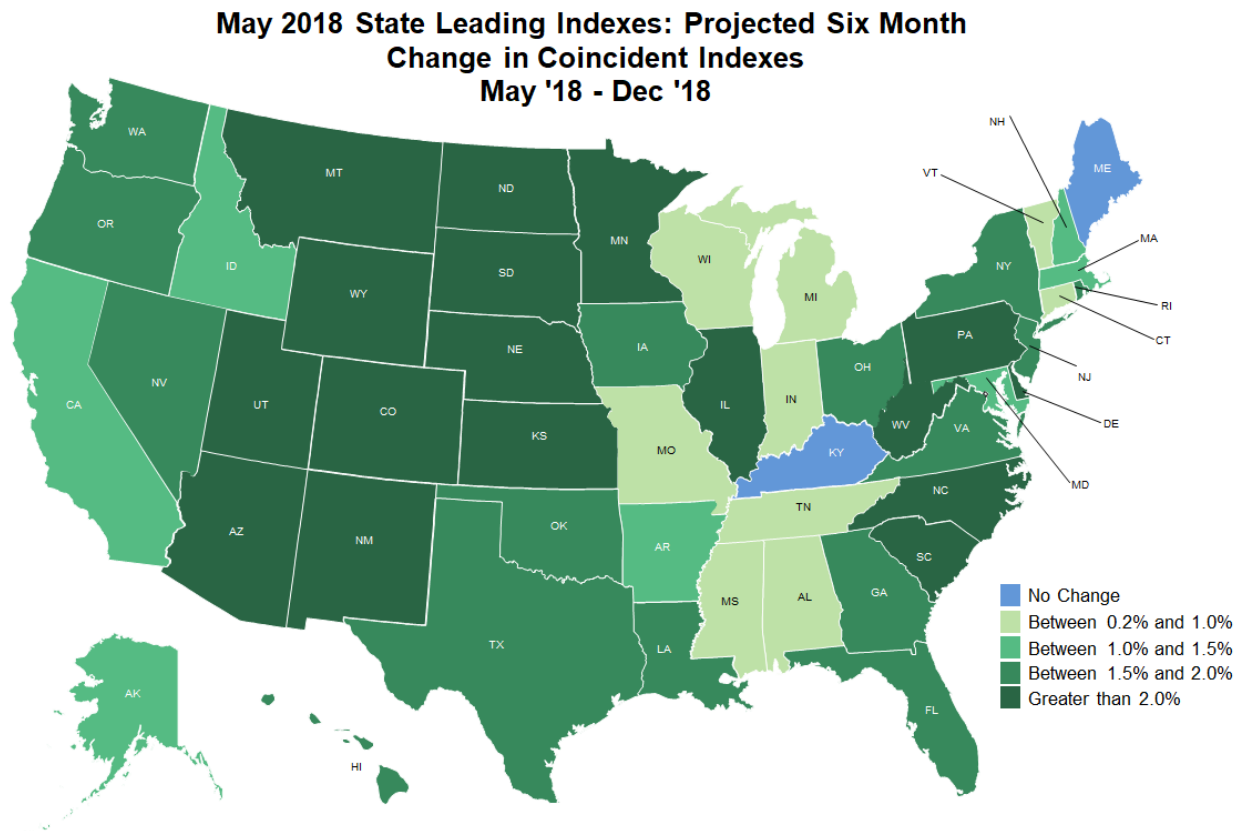 May 2018 State Leading Indexes: Projected Six Month
Change in Coincident Indexes
May '18 - Dec '18
NH
WA
ME
MT
VT
ND
OR
MN
MA
ID
NY
WI
SD
WY
MI
RI
PA
CT
NE
IA
OH
NJ
NV
IN
CA
UT
CO
IL
DE
WV
VA
KS
MO
KY
MD
NC
TN
OK
AZ
NM
AR
SC
GA
No Change
MS
AL
Between 0.2% and 1.0%
TX
LA
Between 1.0% and 1.5%
Between 1.5% and 2.0%
AK
Greater than 2.0%
FL
HI